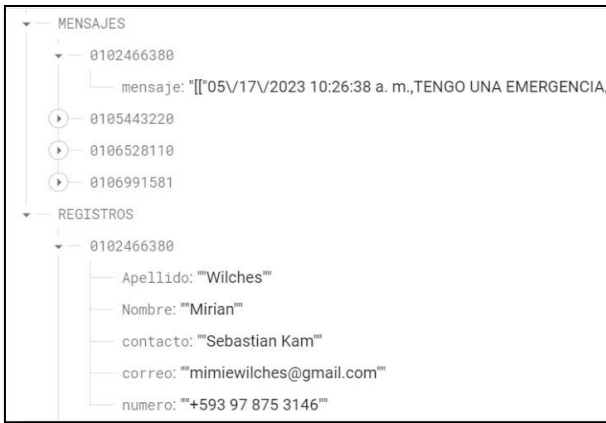 MENSAJES
0102466380
mensaje: "[["05\/17\/2023 10:26:38 a. m.,TENGO UNA EMERGENCIA,
0105443220
0106528110
0106991581
REGISTROS
0102466380
Apellido: ""Wilches""
Nombre: ""Mirian""
contacto: ""Sebastian Kam""
correo: ""mimiewilches@gmail.com""
numero: ""+593 97 875 3146""